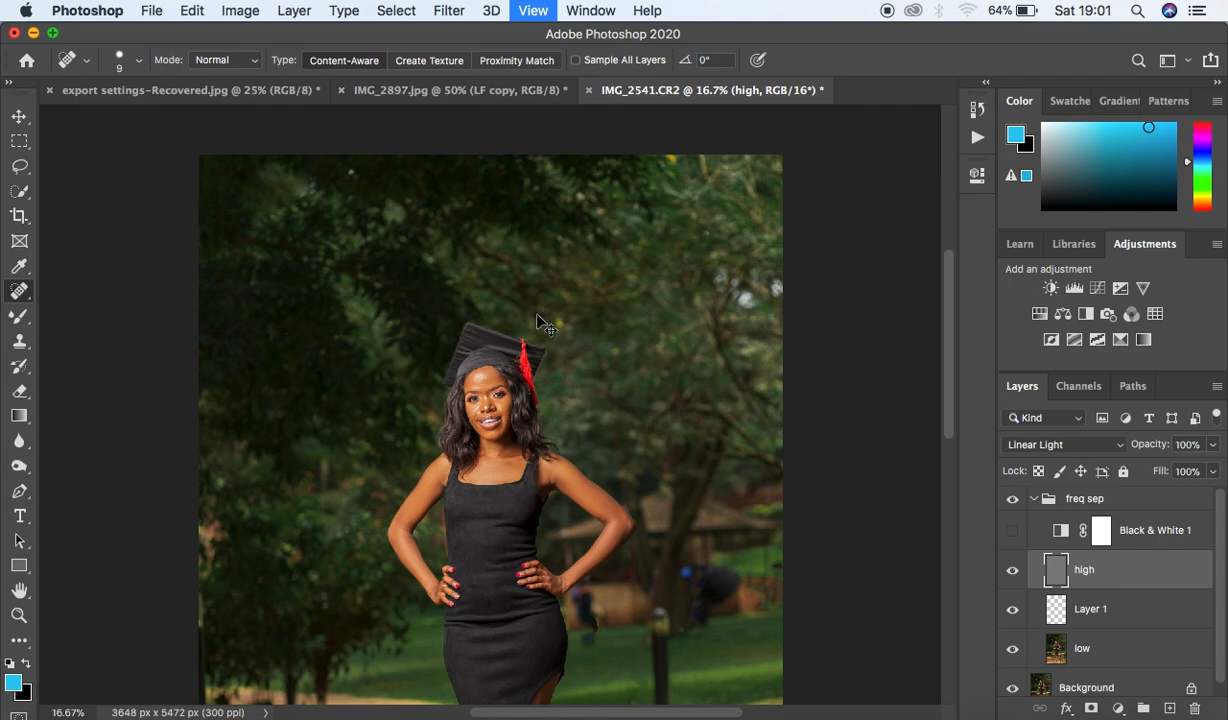 Photoshop File Edit Image Layer Type Select Filter 3D View Window Help 64% Sat 19:01
Adobe Photoshop 2020
9 Mode: Normal Type: Content-Aware Create Texture Proximity Match Sample All Layers 0°
export settings-Recovered.jpg @ 25% (RGB/8) * IMG_2897.jpg @ 50% (LF copy, RGB/8) * IMG_2541.CR2 @ 16.7% (high, RGB/16*) *
Color Swatche Gradient Patterns
Learn Libraries Adjustments
Add an adjustment
Layers Channels Paths
Kind
Linear Light Opacity: 100%
Lock: Fill: 100%
freq sep
Black & White 1
high
Layer 1
low
Background
16.67% 3648 px x 5472 px (300 ppi)